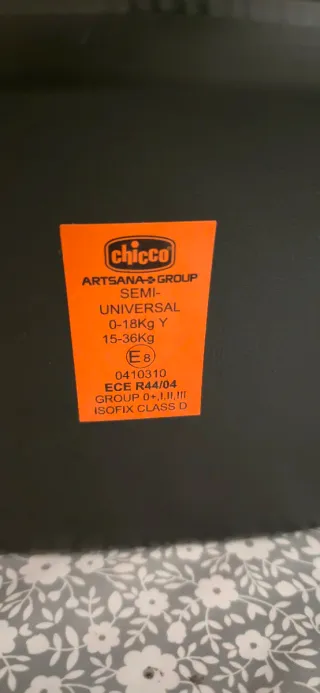 chicco
ARTSANA GROUP
SEMI-
UNIVERSAL
0-18Kg Y
15-36Kg
E8
0410310
ECE R44/04
GROUP 0+,I,II,III
ISOFIX CLASS D